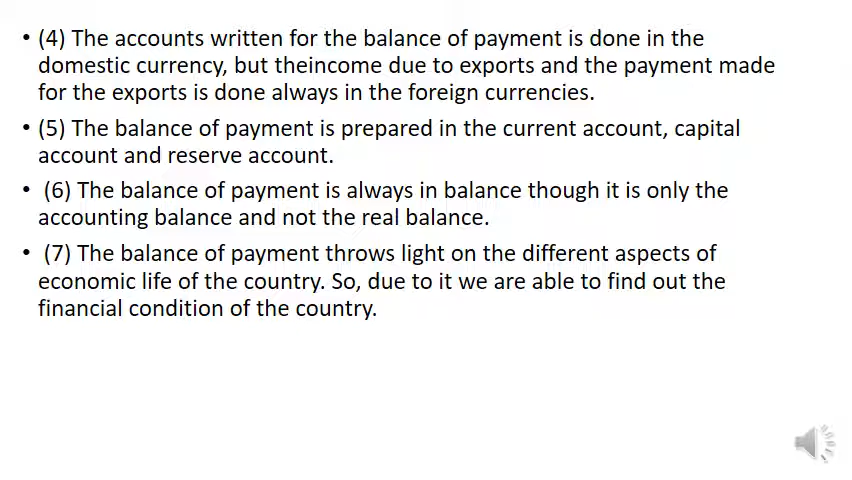 • (4) The accounts written for the balance of payment is done in the
domestic currency, but theincome due to exports and the payment made
for the exports is done always in the foreign currencies.
• (5) The balance of payment is prepared in the current account, capital
account and reserve account.
• (6) The balance of payment is always in balance though it is only the
accounting balance and not the real balance.
• (7) The balance of payment throws light on the different aspects of
economic life of the country. So, due to it we are able to find out the
financial condition of the country.